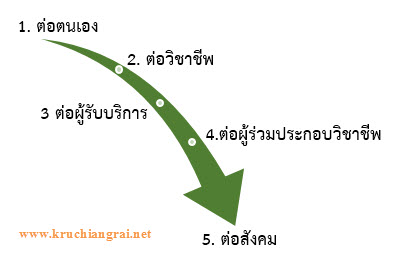 1. ต่อตนเอง
2. ต่อวิชาชีพ
3 ต่อผู้รับบริการ
4.ต่อผู้ร่วมประกอบวิชาชีพ
5. ต่อสังคม
www.kruchiangrai.net